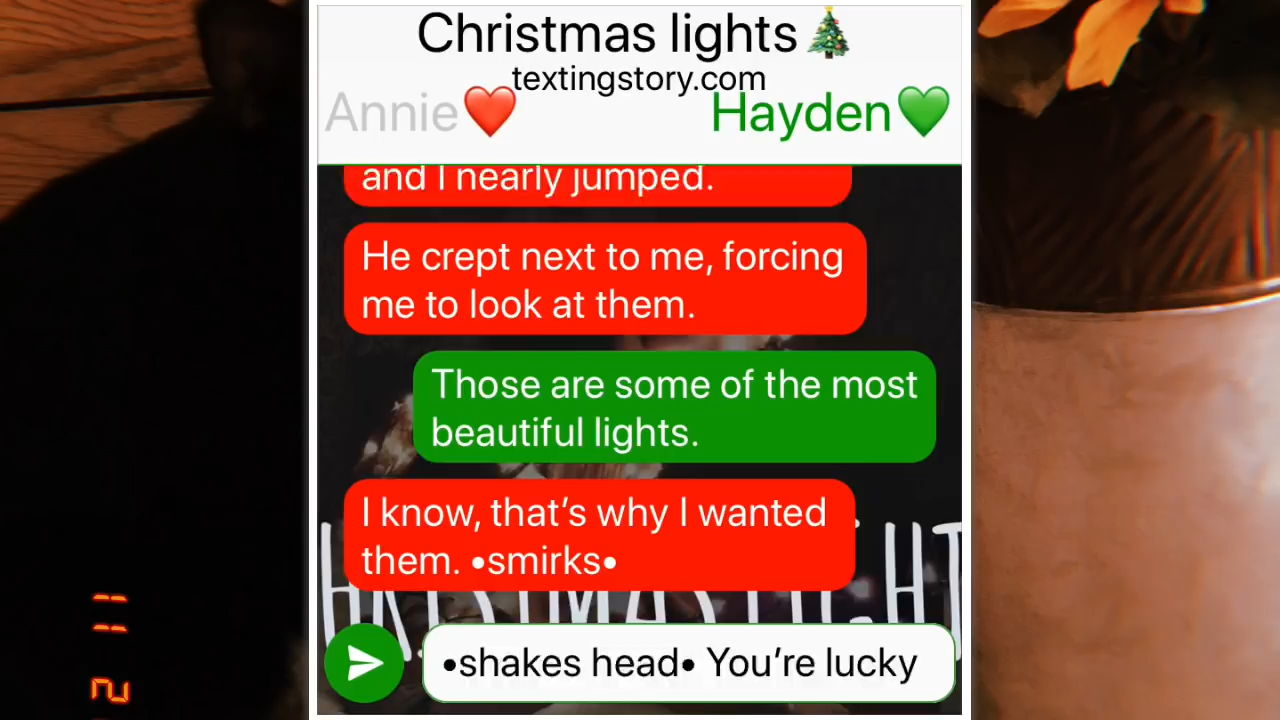 Christmas lights🎄
textingstory.com
Annie❤️ Hayden💚
and I nearly jumped.
He crept next to me, forcing
me to look at them.
Those are some of the most
beautiful lights.
I know, that’s why I wanted
them. •smirks•
•shakes head• You’re lucky